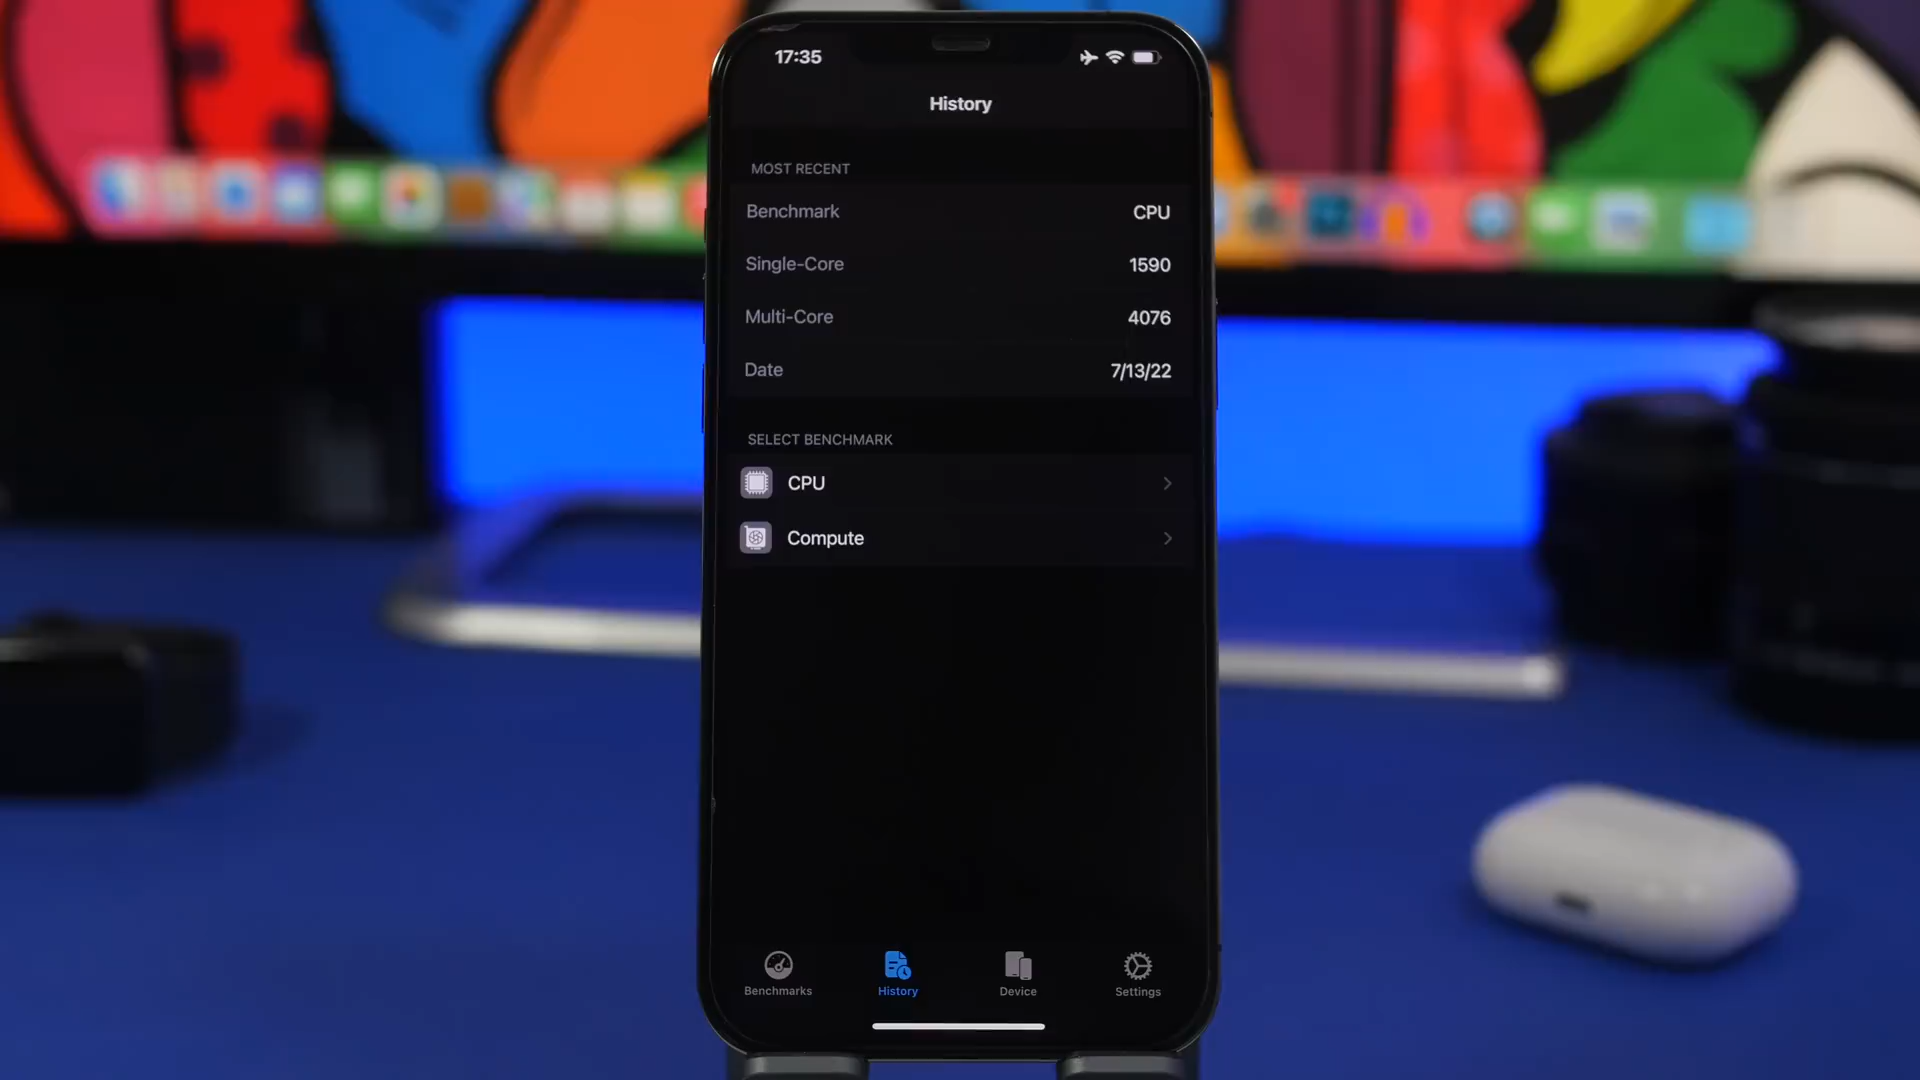 17:35
History
MOST RECENT
Benchmark CPU
Single-Core 1590
Multi-Core 4076
Date 7/13/22
SELECT BENCHMARK
CPU
Compute
Benchmarks History Device Settings